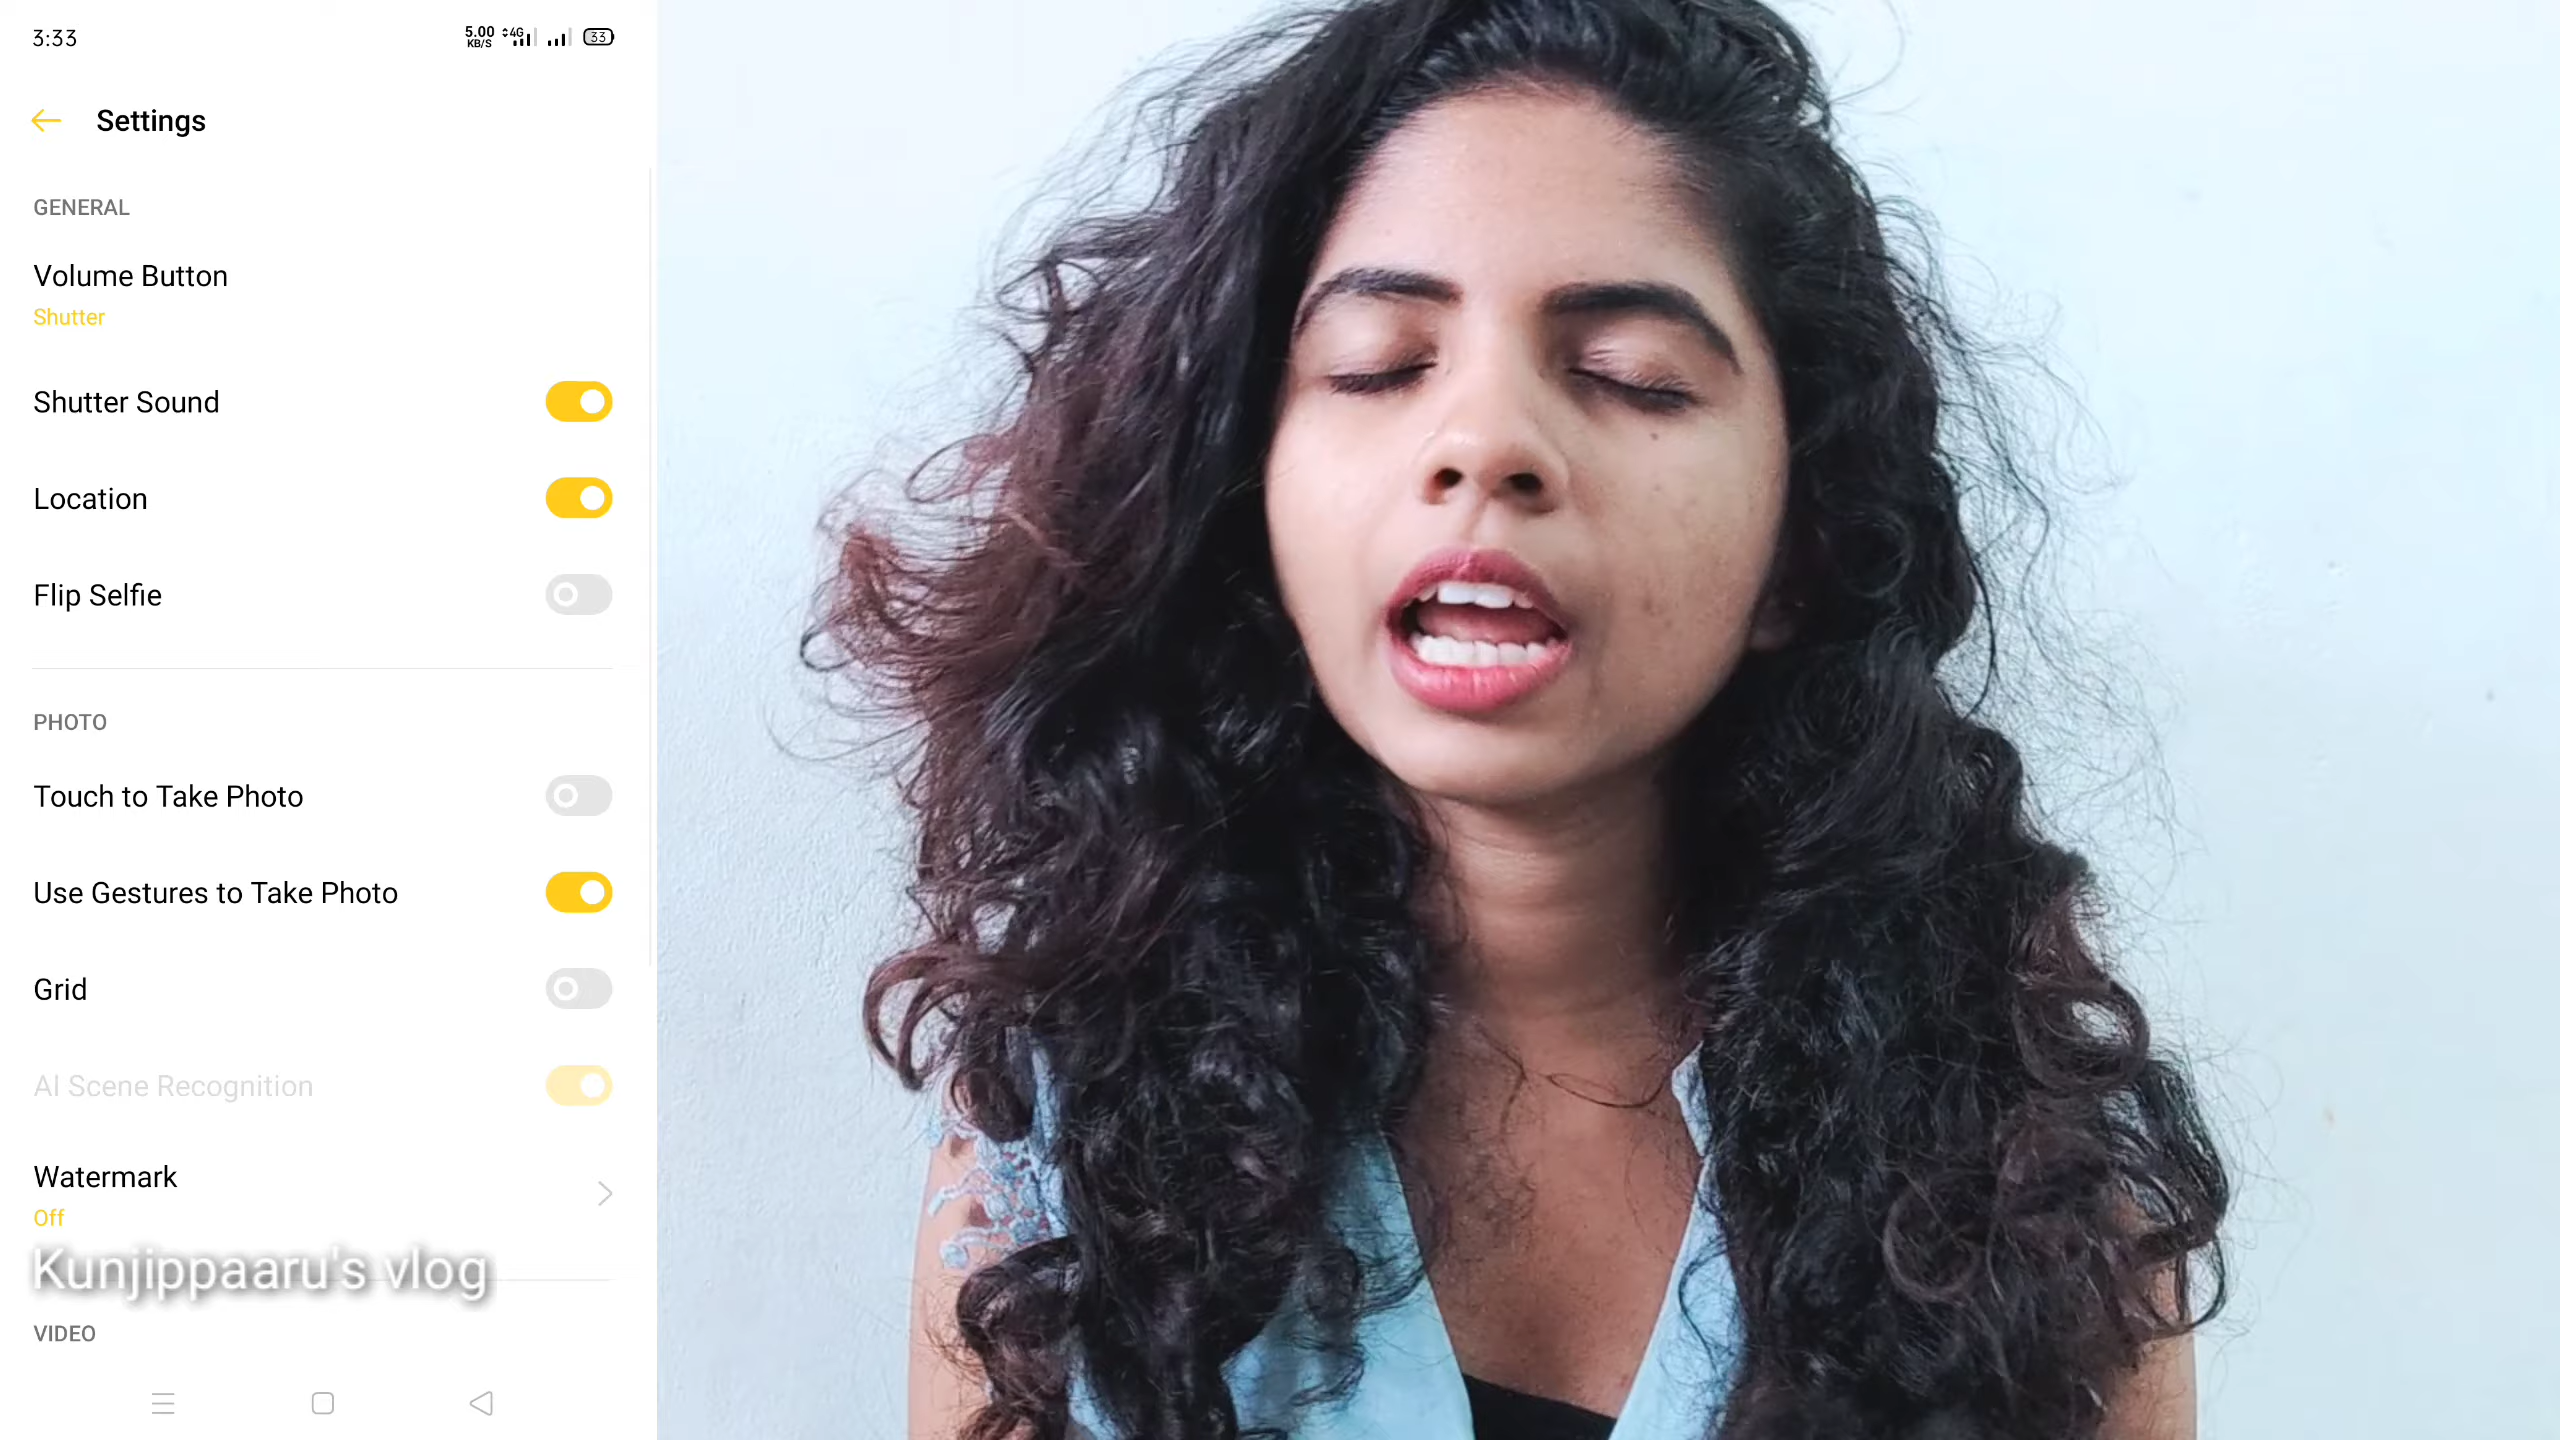 3:33
5.00 KB/S 4G 33
Settings
GENERAL
Volume Button
Shutter
Shutter Sound
Location
Flip Selfie
PHOTO
Touch to Take Photo
Use Gestures to Take Photo
Grid
AI Scene Recognition
Watermark
Off
Kunjippaaru's vlog
VIDEO